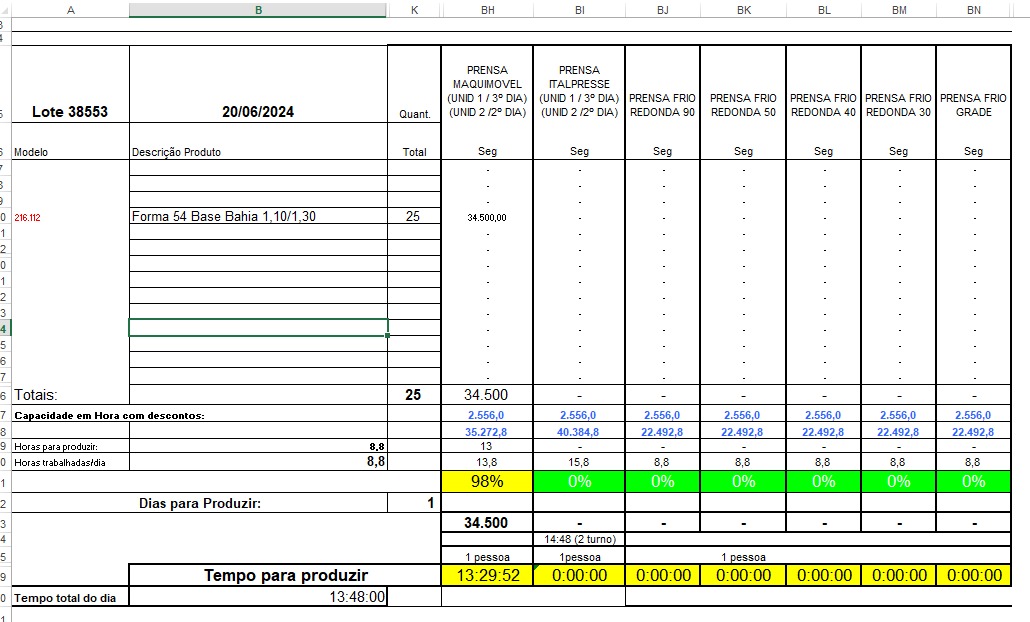 A B K BH BI BJ BK BL BM BN
PRENSA MAQUIMOVEL (UNID 1 / 3º DIA) (UNID 2 /2º DIA)
PRENSA ITALPRESSE (UNID 1 / 3º DIA) (UNID 2 /2º DIA)
PRENSA FRIO REDONDA 90
PRENSA FRIO REDONDA 50
PRENSA FRIO REDONDA 40
PRENSA FRIO REDONDA 30
PRENSA FRIO GRADE
Lote 38553 20/06/2024 Quant.
Modelo Descrição Produto Total Seg Seg Seg Seg Seg Seg Seg
- - - - - - -
- - - - - - -
- - - - - - -
216.112 Forma 54 Base Bahia 1,10/1,30 25 34.500,00 - - - - - -
- - - - - - -
- - - - - - -
- - - - - - -
- - - - - - -
- - - - - - -
- - - - - - -
- - - - - - -
- - - - - - -
- - - - - - -
- - - - - - -
Totais: 25 34.500 - - - - - -
Capacidade em Hora com descontos: 2.556,0 2.556,0 2.556,0 2.556,0 2.556,0 2.556,0 2.556,0
35.272,8 40.384,8 22.492,8 22.492,8 22.492,8 22.492,8 22.492,8
Horas para produzir: 8,8 13 - - - - - -
Horas trabalhadas/dia 8,8 13,8 15,8 8,8 8,8 8,8 8,8 8,8
98% 0% 0% 0% 0% 0% 0%
Dias para Produzir: 1
34.500 - - - - - -
14:48 (2 turno)
1 pessoa 1pessoa 1 pessoa
Tempo para produzir 13:29:52 0:00:00 0:00:00 0:00:00 0:00:00 0:00:00 0:00:00
Tempo total do dia 13:48:00